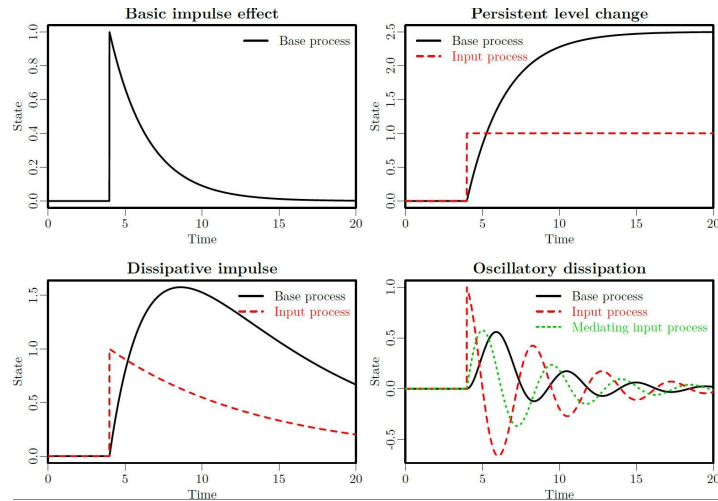 Basic impulse effect
Base process
1.0
0.8
0.6
0.4
0.2
0.0
State
0 5 10 15 20
Time
Persistent level change
Base process
Input process
2.5
2.0
1.5
1.0
0.5
0.0
State
0 5 10 15 20
Time
Dissipative impulse
Base process
Input process
1.5
1.0
0.5
0.0
State
0 5 10 15 20
Time
Oscillatory dissipation
Base process
Input process
Mediating input process
1.0
0.5
0.0
-0.5
State
0 5 10 15 20
Time